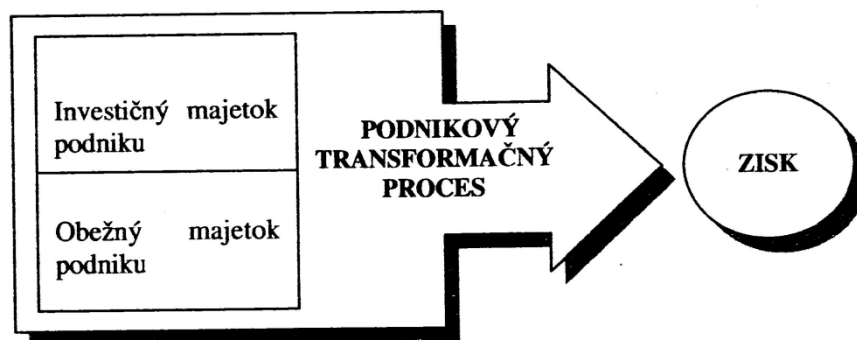 Investičný majetok
podniku
Obežný majetok
podniku
PODNIKOVÝ
TRANSFORMAČNÝ
PROCES
ZISK